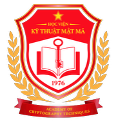 HỌC VIỆN
KỸ THUẬT MẬT MÃ
1976
ACADEMY OF
CRYPTOGRAPHY TECHNIQUES